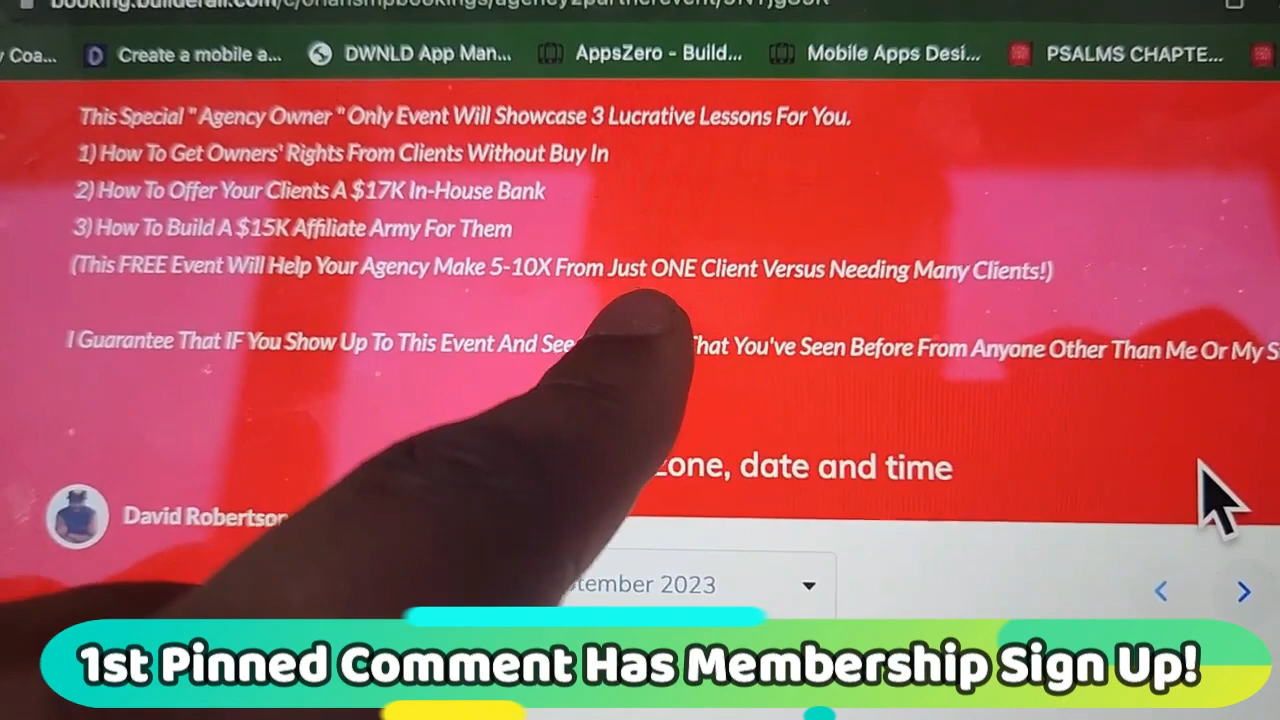 Coa...
Create a mobile a...
DWNLD App Man...
AppsZero - Build...
Mobile Apps Desi...
PSALMS CHAPTE...
This Special "Agency Owner " Only Event Will Showcase 3 Lucrative Lessons For You.
1) How To Get Owners' Rights From Clients Without Buy In
2) How To Offer Your Clients A $17K In-House Bank
3) How To Build A $15K Affiliate Army For Them
(This FREE Event Will Help Your Agency Make 5-10X From Just ONE Client Versus Needing Many Clients!)
I Guarantee That IF You Show Up To This Event And See That You've Seen Before From Anyone Other Than Me Or My
zone, date and time
David Robertson
September 2023
1st Pinned Comment Has Membership Sign Up!